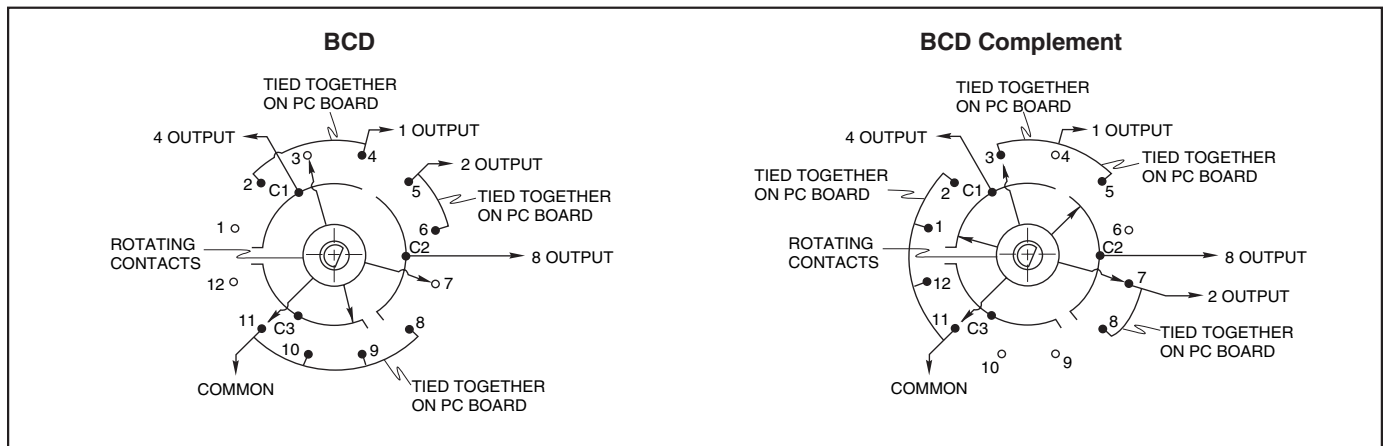 BCD
TIED TOGETHER
ON PC BOARD
4 OUTPUT
1 OUTPUT
3
4
2 OUTPUT
2
C1
5
TIED TOGETHER
ON PC BOARD
1
6
ROTATING
CONTACTS
C2
8 OUTPUT
12
7
11
C3
8
10
9
COMMON
TIED TOGETHER
ON PC BOARD
BCD Complement
TIED TOGETHER
ON PC BOARD
4 OUTPUT
1 OUTPUT
3
4
TIED TOGETHER
ON PC BOARD
TIED TOGETHER
ON PC BOARD
2
C1
5
1
6
ROTATING
CONTACTS
C2
8 OUTPUT
12
7
2 OUTPUT
11
C3
8
TIED TOGETHER
ON PC BOARD
10
9
COMMON